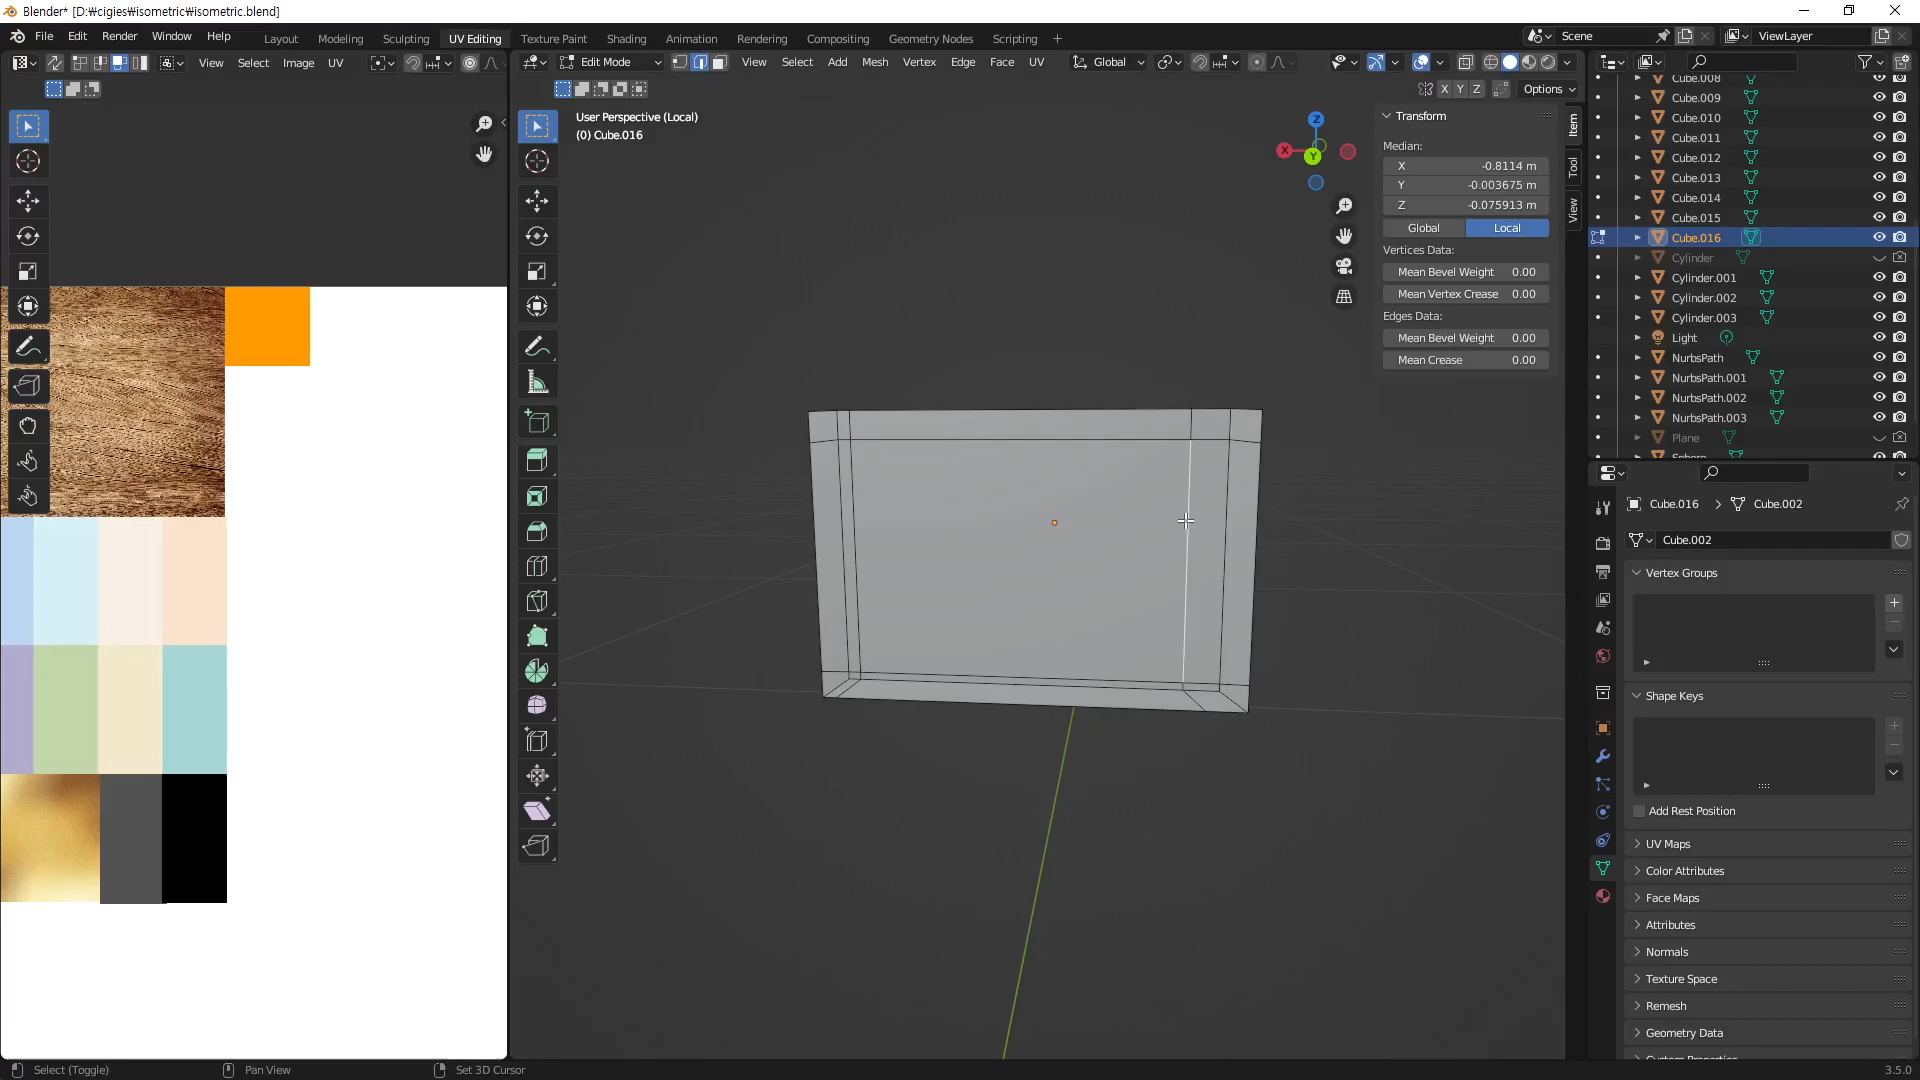 Blender* [D:₩cigies₩isometric₩isometric.blend]
File Edit Render Window Help Layout Modeling Sculpting UV Editing Texture Paint Shading Animation Rendering Compositing Geometry Nodes Scripting Scene ViewLayer
View Select Image UV Edit Mode View Select Add Mesh Vertex Edge Face UV Global
X Y Z Options
User Perspective (Local)
(0) Cube.016
Z
X
Y
Transform
Median:
X -0.8114 m
Y -0.003675 m
Z -0.075913 m
Global Local
Vertices Data:
Mean Bevel Weight 0.00
Mean Vertex Crease 0.00
Edges Data:
Mean Bevel Weight 0.00
Mean Crease 0.00
Item
Tool
View
Cube.008
Cube.009
Cube.010
Cube.011
Cube.012
Cube.013
Cube.014
Cube.015
Cube.016
Cylinder
Cylinder.001
Cylinder.002
Cylinder.003
Light
NurbsPath
NurbsPath.001
NurbsPath.002
NurbsPath.003
Plane
Sphere
Cube.016 Cube.002
Cube.002
Vertex Groups
Shape Keys
Add Rest Position
UV Maps
Color Attributes
Face Maps
Attributes
Normals
Texture Space
Remesh
Geometry Data
Custom Properties
Select (Toggle) Pan View Set 3D Cursor 3.5.0